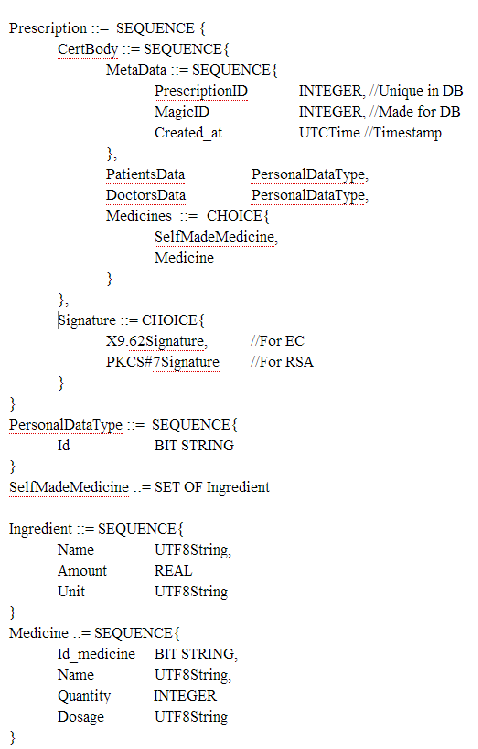 Prescription ::= SEQUENCE {
CertBody ::= SEQUENCE{
MetaData ::= SEQUENCE{
PrescriptionID INTEGER, //Unique in DB
MagicID INTEGER, //Made for DB
Created_at UTCTime //Timestamp
},
PatientsData PersonalDataType,
DoctorsData PersonalDataType,
Medicines ::= CHOICE{
SelfMadeMedicine,
Medicine
}
},
Signature ::= CHOICE{
X9.62Signature, //For EC
PKCS#7Signature //For RSA
}
}
PersonalDataType ::= SEQUENCE{
Id BIT STRING
}
SelfMadeMedicine ::= SET OF Ingredient
Ingredient ::= SEQUENCE{
Name UTF8String,
Amount REAL
Unit UTF8String
}
Medicine ::= SEQUENCE{
Id_medicine BIT STRING,
Name UTF8String,
Quantity INTEGER
Dosage UTF8String
}